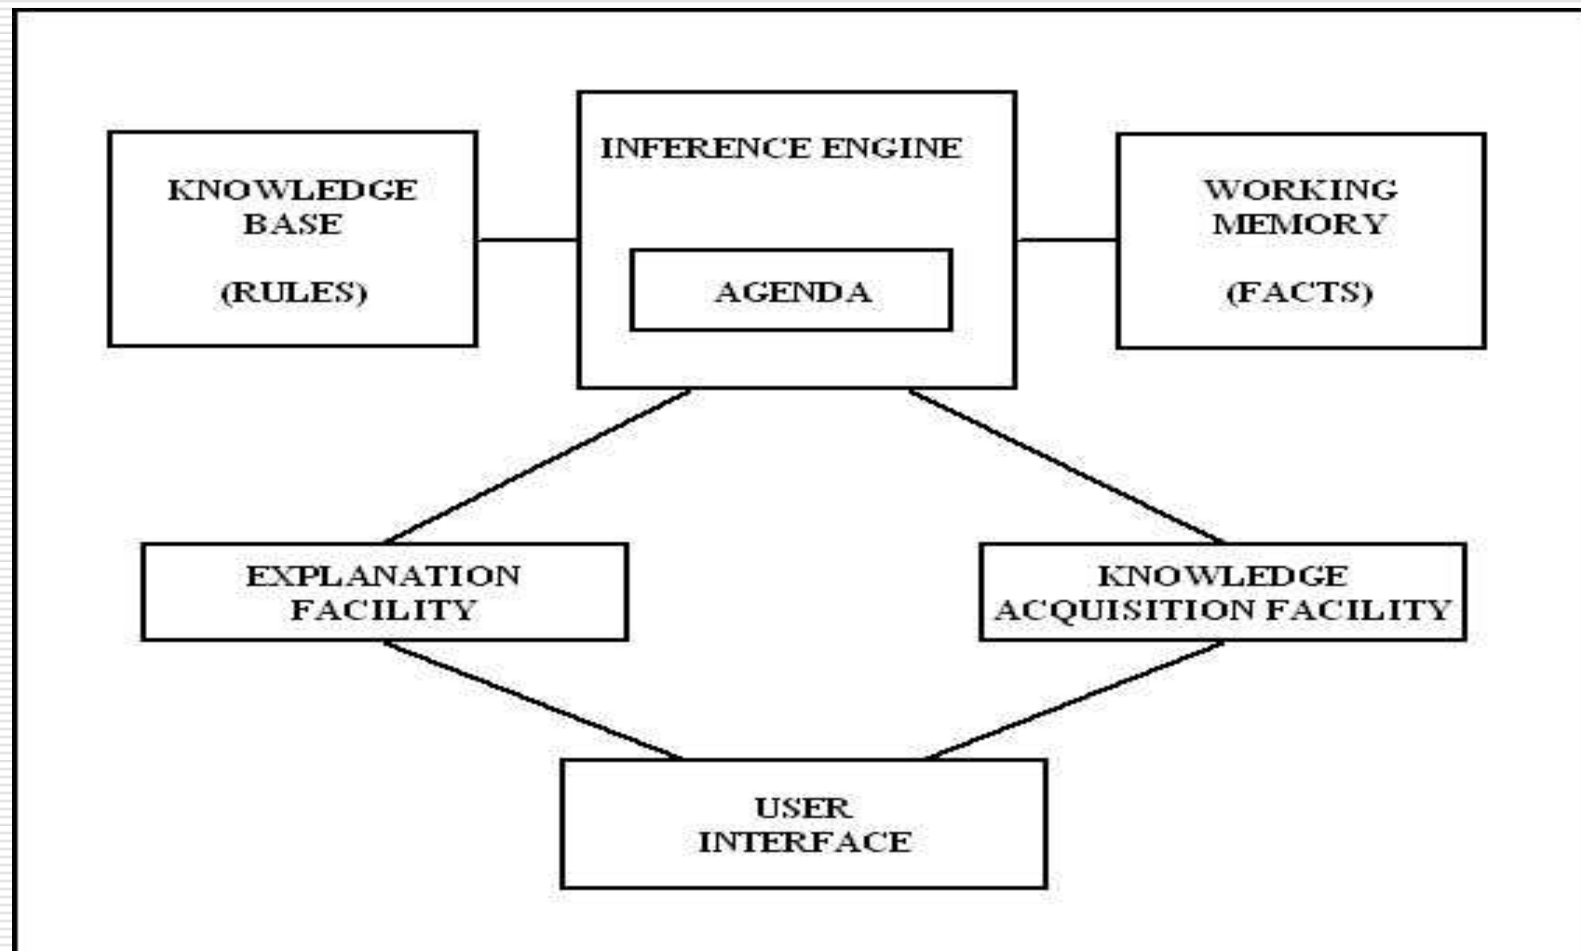 KNOWLEDGE
BASE
(RULES)
INFERENCE ENGINE
AGENDA
WORKING
MEMORY
(FACTS)
EXPLANATION
FACILITY
KNOWLEDGE
ACQUISITION FACILITY
USER
INTERFACE